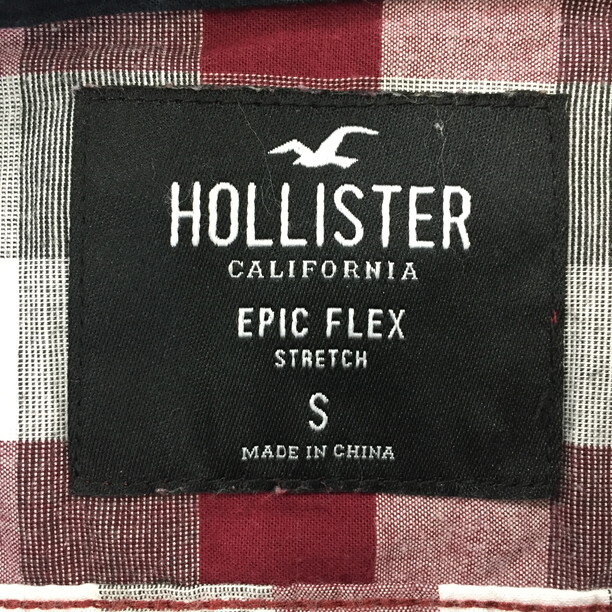 HOLLISTER
CALIFORNIA
EPIC FLEX
STRETCH
S
MADE IN CHINA